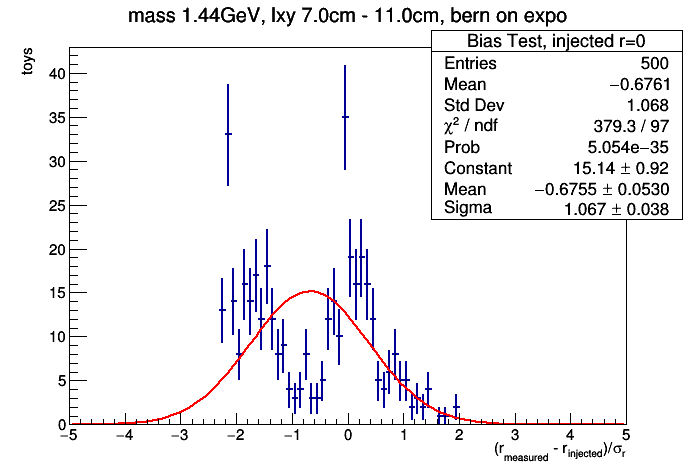 mass 1.44GeV, lxy 7.0cm - 11.0cm, bern on expo
Bias Test, injected r=0
Entries 500
Mean −0.6761
Std Dev 1.068
χ² / ndf 379.3 / 97
Prob 5.054e−35
Constant 15.14 ± 0.92
Mean −0.6755 ± 0.0530
Sigma 1.067 ± 0.038
toys
40
35
30
25
20
15
10
5
0
−5 −4 −3 −2 −1 0 1 2 3 4 5
(r_measured - r_injected)/σ_r